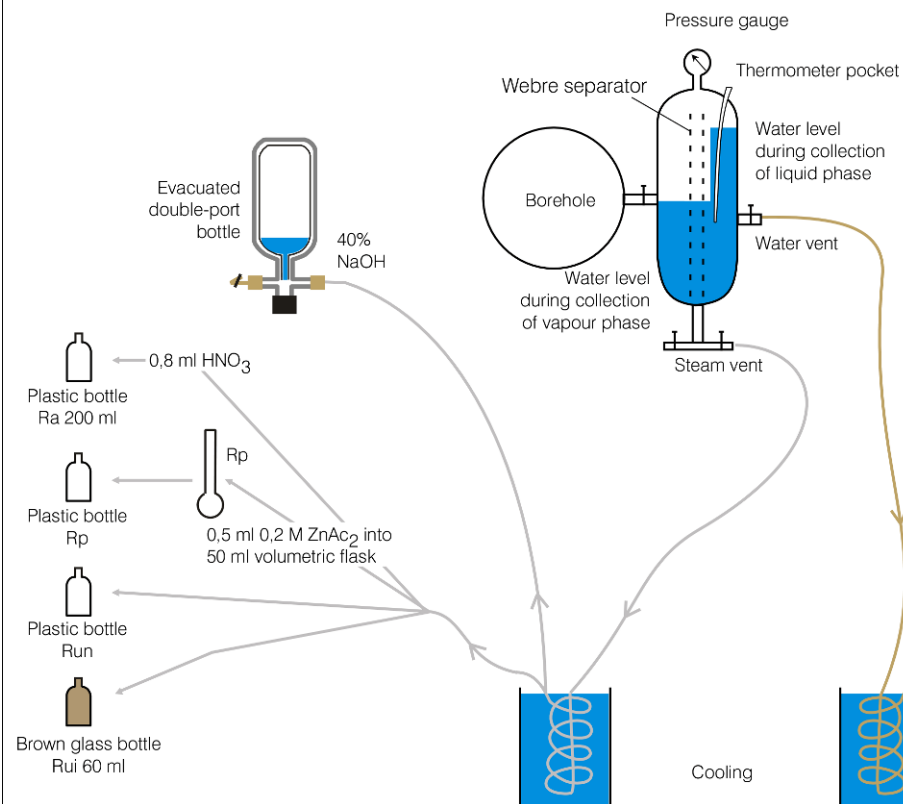 Pressure gauge
Thermometer pocket
Webre separator
Water level
during collection
of liquid phase
Evacuated
double-port
bottle
Borehole
40%
NaOH
Water vent
Water level
during collection
of vapour phase
Steam vent
0,8 ml HNO3
Plastic bottle
Ra 200 ml
Rp
Plastic bottle
Rp
0,5 ml 0,2 M ZnAc2 into
50 ml volumetric flask
Plastic bottle
Run
Brown glass bottle
Rui 60 ml
Cooling